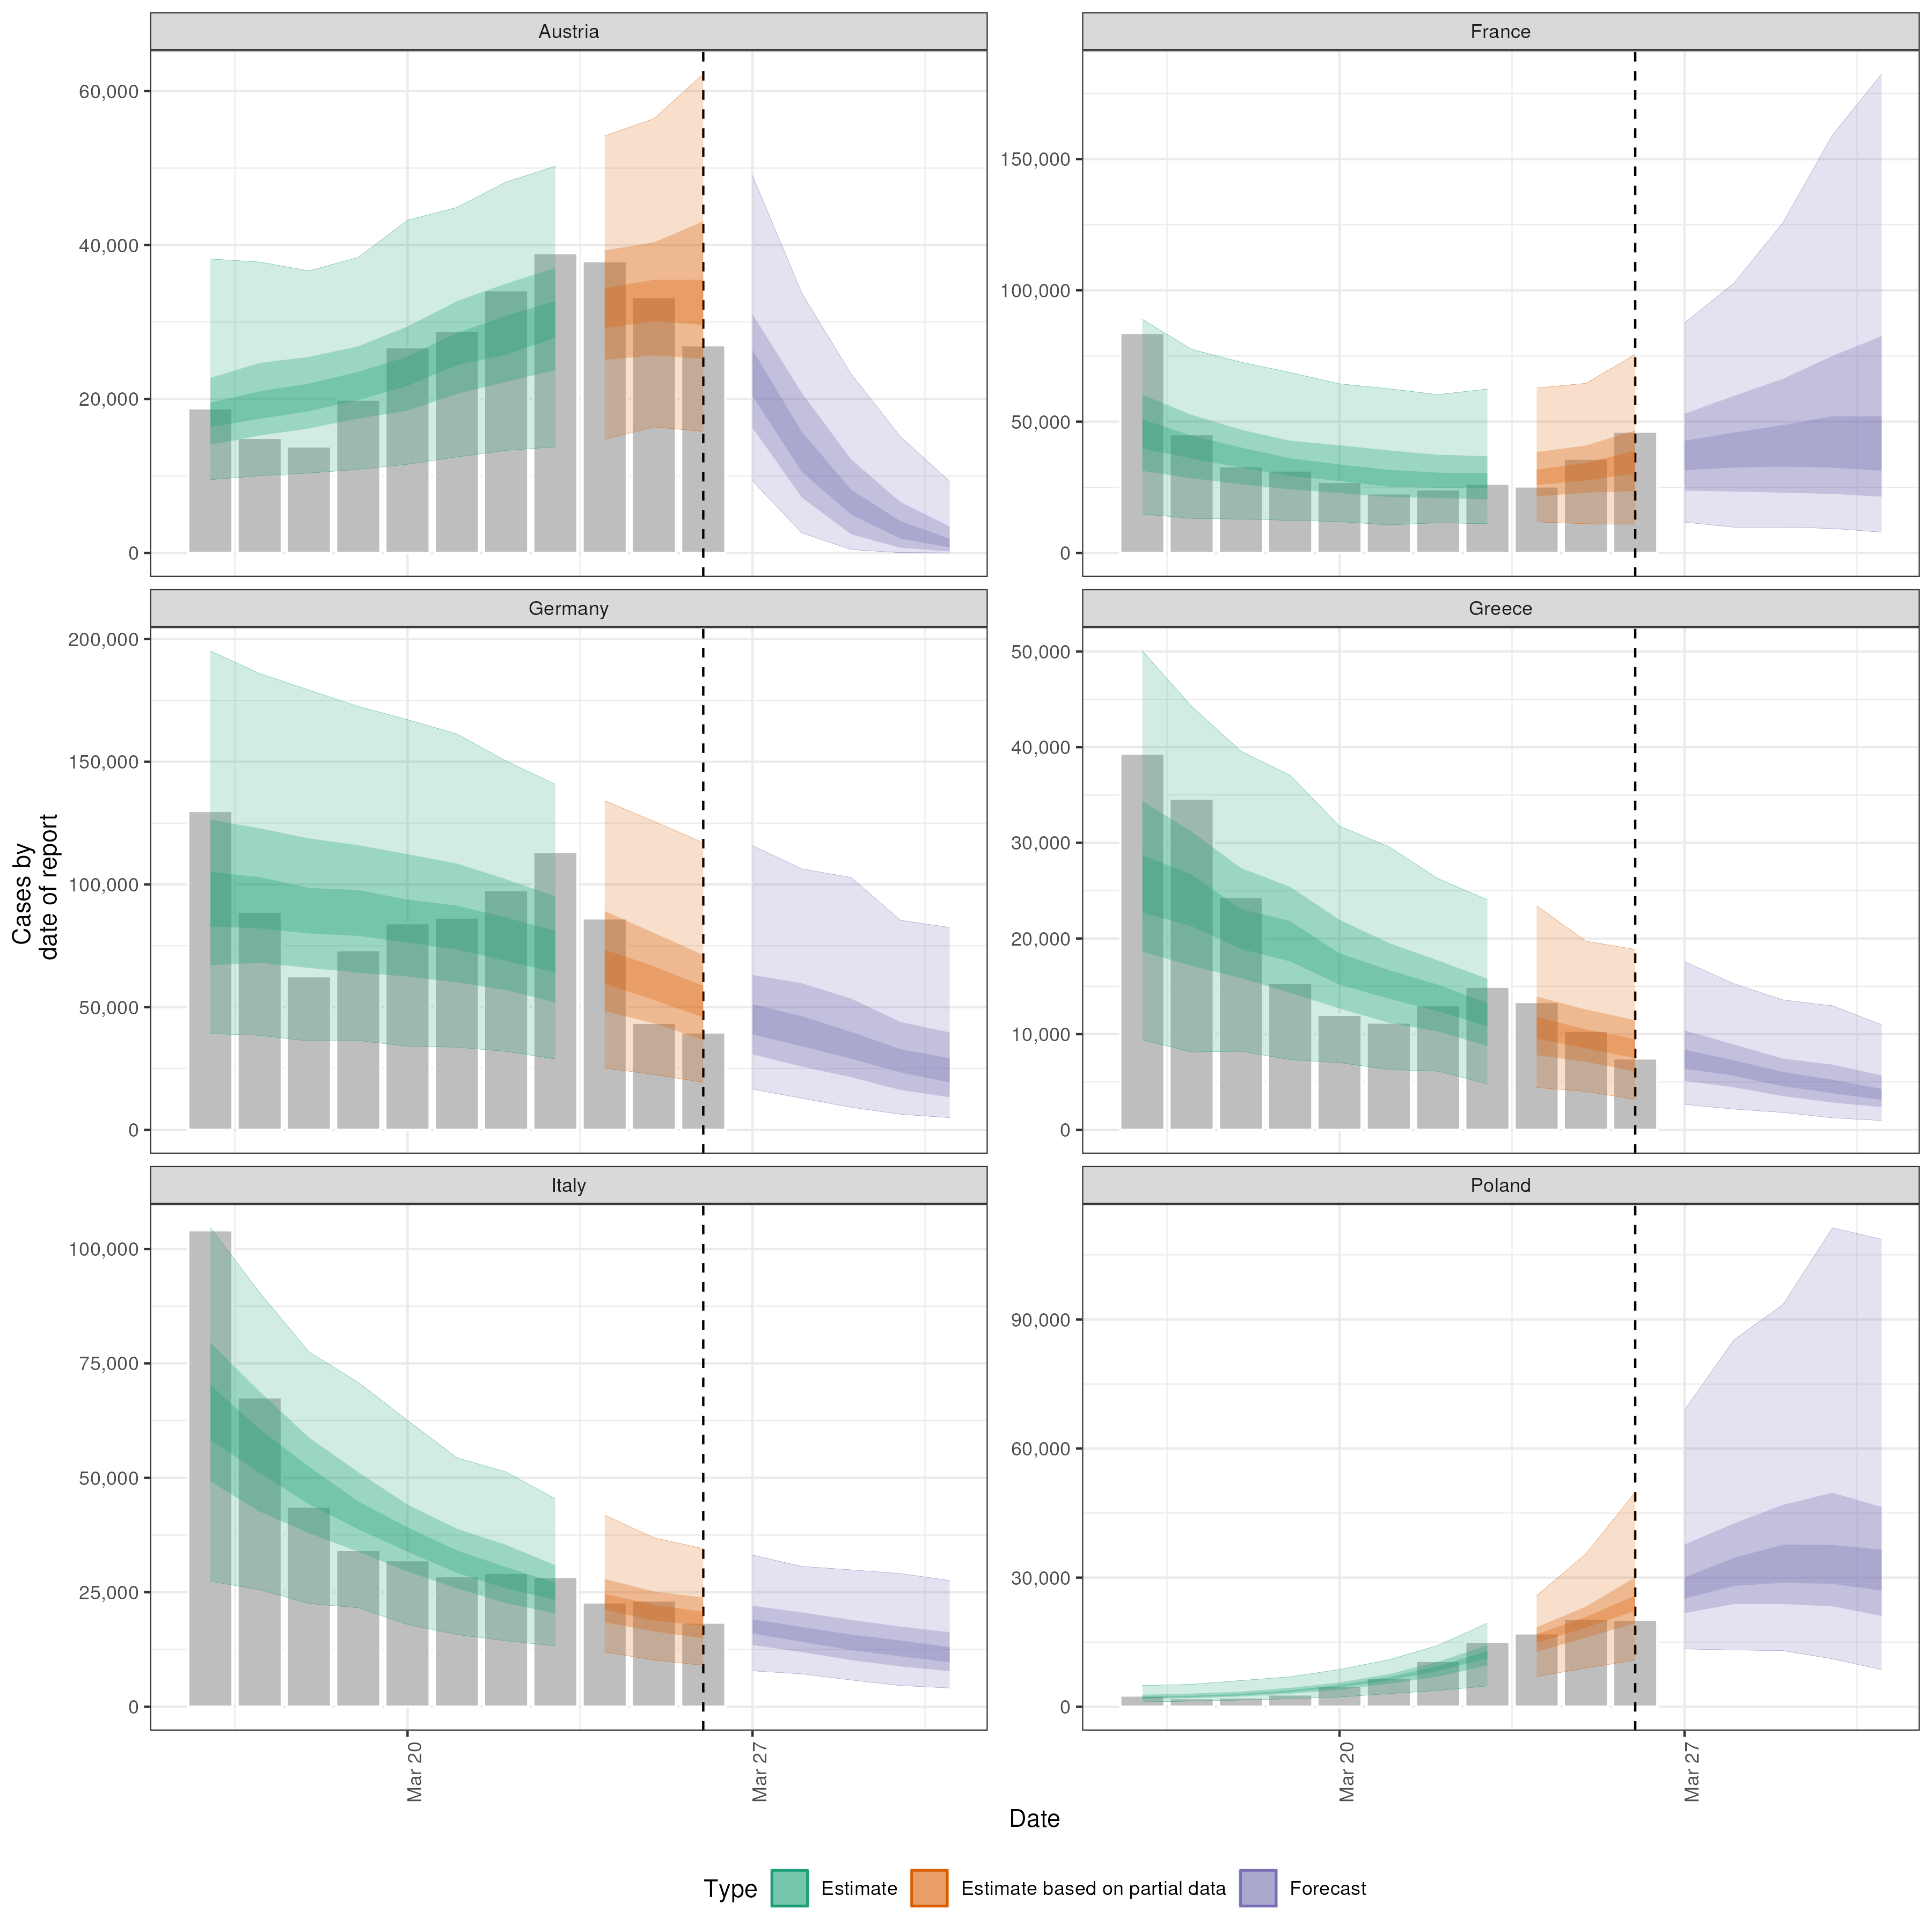 Austria
France
60,000
40,000
20,000
0
150,000
100,000
50,000
0
Germany
Greece
200,000
150,000
100,000
50,000
0
50,000
40,000
30,000
20,000
10,000
0
Cases by
date of report
Italy
Poland
100,000
75,000
50,000
25,000
0
90,000
60,000
30,000
0
Mar 20
Mar 27
Mar 20
Mar 27
Date
Type Estimate Estimate based on partial data Forecast